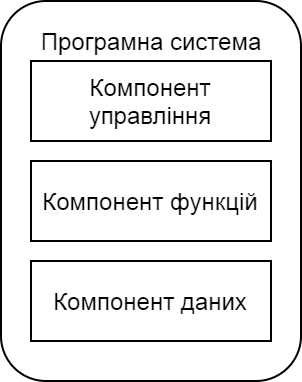 Програмна система
Компонент
управління
Компонент функцій
Компонент даних